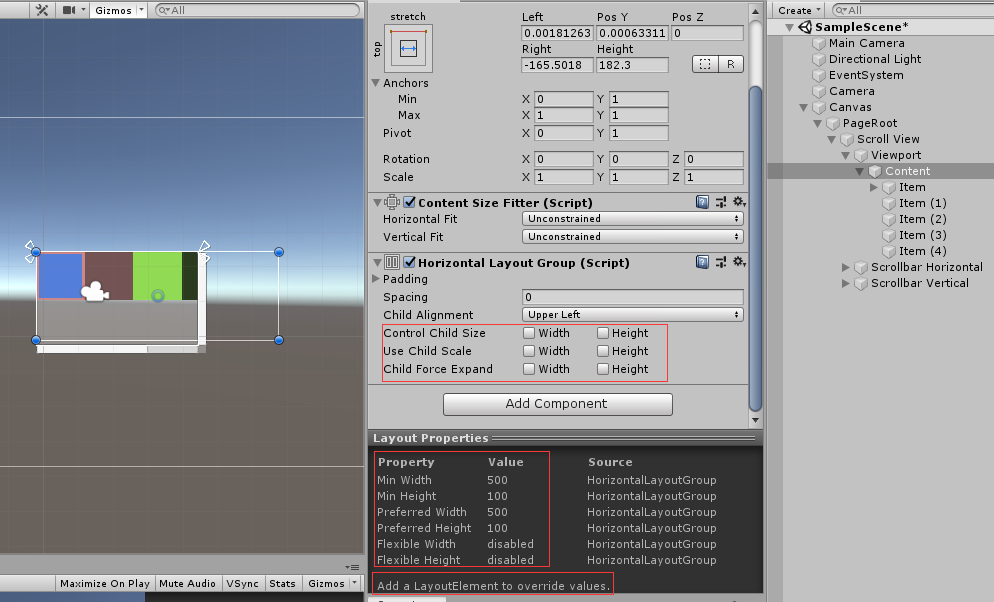 Gizmos
All
stretch
top
Left Pos Y Pos Z
0.00181263 0.00063311 0
Right Height
-165.5018 182.3
R
Anchors
Min X 0 Y 1
Max X 1 Y 1
Pivot X 0 Y 1
Rotation X 0 Y 0 Z 0
Scale X 1 Y 1 Z 1
Content Size Fitter (Script)
Horizontal Fit Unconstrained
Vertical Fit Unconstrained
Horizontal Layout Group (Script)
Padding
Spacing 0
Child Alignment Upper Left
Control Child Size Width Height
Use Child Scale Width Height
Child Force Expand Width Height
Add Component
Layout Properties
Property Value Source
Min Width 500 HorizontalLayoutGroup
Min Height 100 HorizontalLayoutGroup
Preferred Width 500 HorizontalLayoutGroup
Preferred Height 100 HorizontalLayoutGroup
Flexible Width disabled HorizontalLayoutGroup
Flexible Height disabled HorizontalLayoutGroup
Add a LayoutElement to override values.
Maximize On Play Mute Audio VSync Stats Gizmos
Create All
SampleScene*
Main Camera
Directional Light
EventSystem
Camera
Canvas
PageRoot
Scroll View
Viewport
Content
Item
Item (1)
Item (2)
Item (3)
Item (4)
Scrollbar Horizontal
Scrollbar Vertical